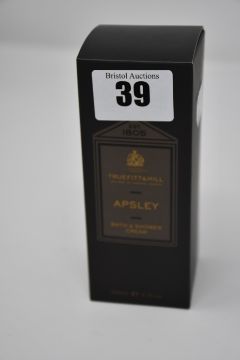 Bristol Auctions
39
EST.
1805
TRUEFITT&HILL
APSLEY
BATH & SHOWER
CREAM